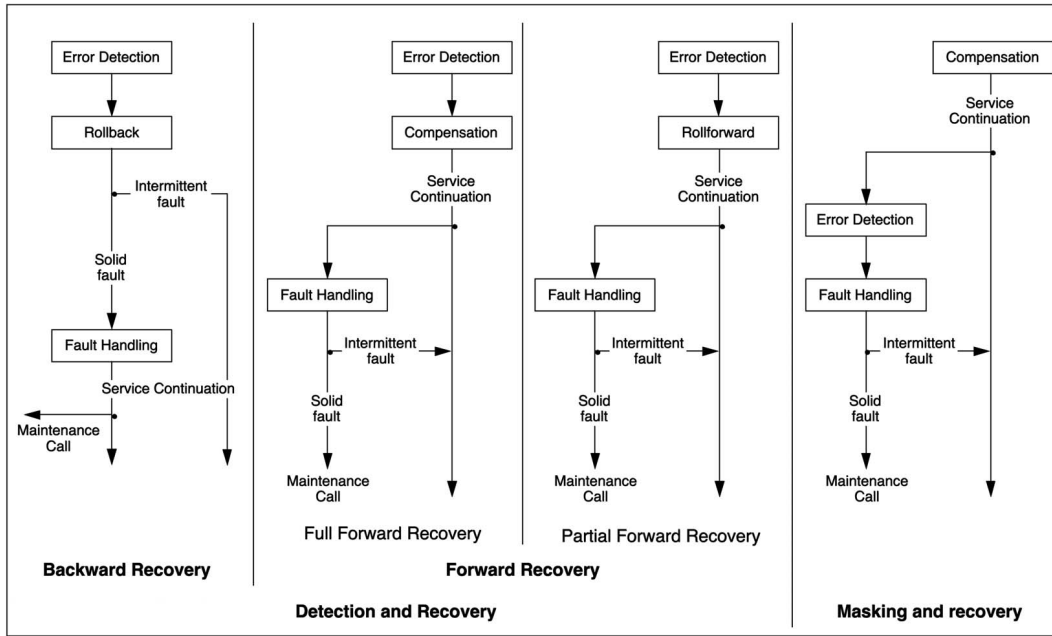 Error Detection
Rollback
Intermittent
fault
Solid
fault
Fault Handling
Service Continuation
Maintenance
Call
Backward Recovery
Error Detection
Compensation
Service
Continuation
Fault Handling
Intermittent
fault
Solid
fault
Maintenance
Call
Full Forward Recovery
Error Detection
Rollforward
Service
Continuation
Fault Handling
Intermittent
fault
Solid
fault
Maintenance
Call
Partial Forward Recovery
Forward Recovery
Detection and Recovery
Compensation
Service
Continuation
Error Detection
Fault Handling
Intermittent
fault
Solid
fault
Maintenance
Call
Masking and recovery